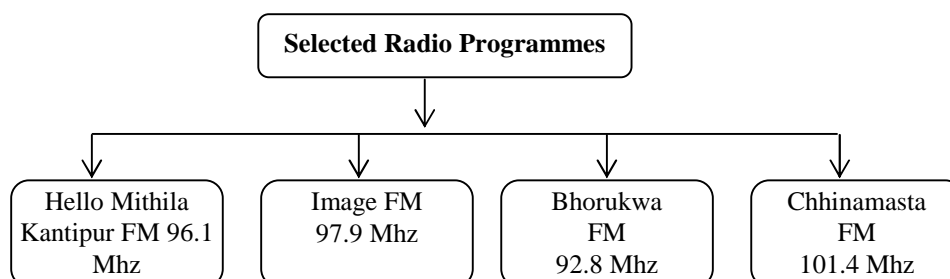 Selected Radio Programmes
Hello Mithila
Kantipur FM 96.1
Mhz
Image FM
97.9 Mhz
Bhorukwa
FM
92.8 Mhz
Chhinamasta
FM
101.4 Mhz